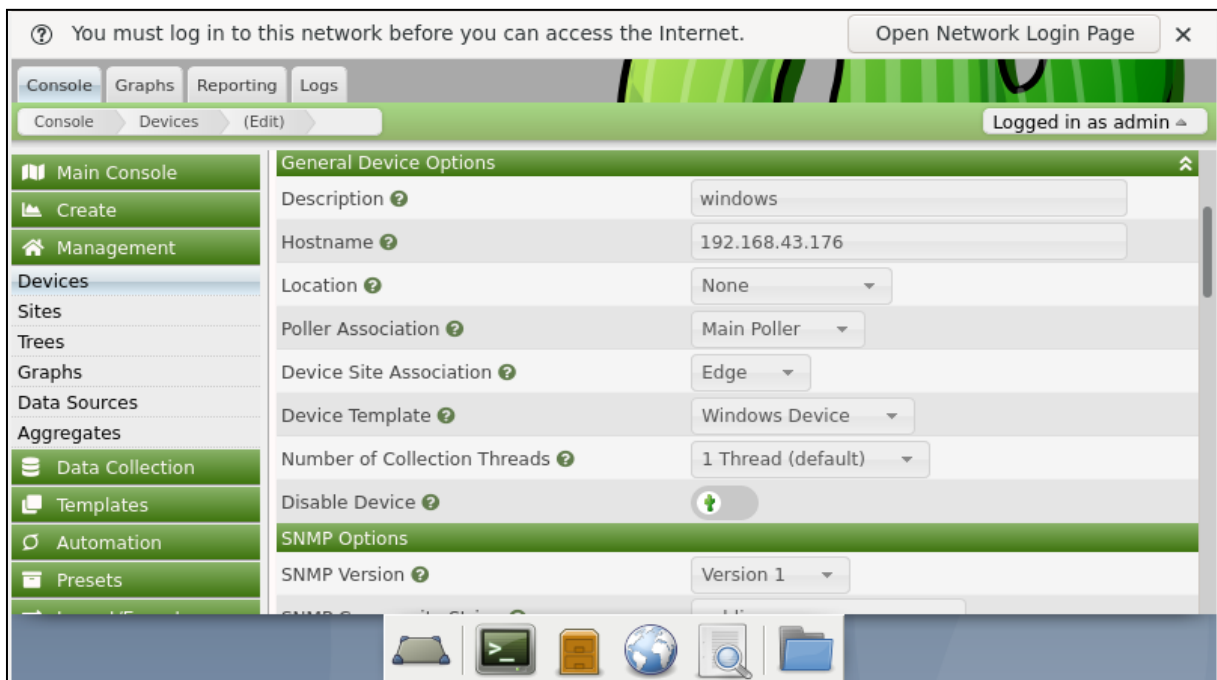 You must log in to this network before you can access the Internet. Open Network Login Page
Console Graphs Reporting Logs
Console Devices (Edit) Logged in as admin
Main Console
Create
Management
Devices
Sites
Trees
Graphs
Data Sources
Aggregates
Data Collection
Templates
Automation
Presets
General Device Options
Description windows
Hostname 192.168.43.176
Location None
Poller Association Main Poller
Device Site Association Edge
Device Template Windows Device
Number of Collection Threads 1 Thread (default)
Disable Device
SNMP Options
SNMP Version Version 1